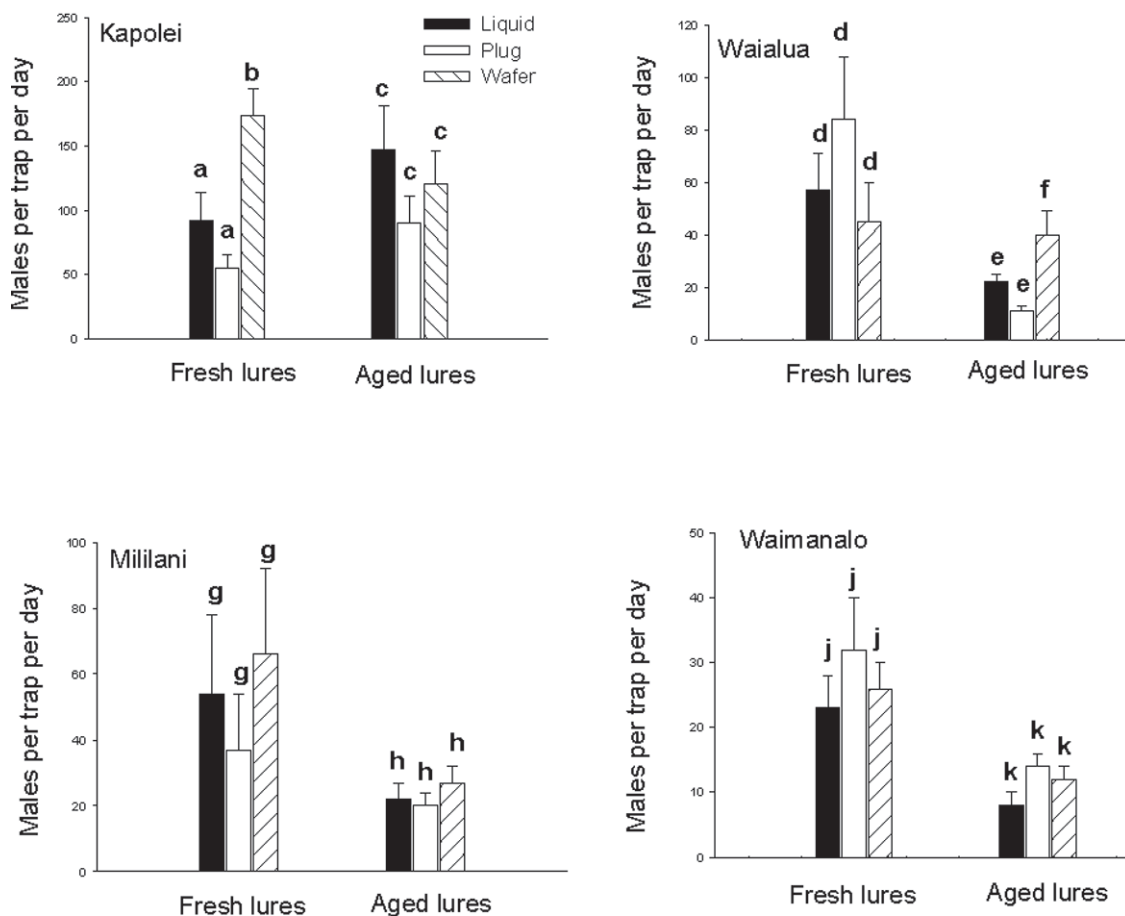 Kapolei
Liquid
Plug
Wafer
Males per trap per day
250
200
150
100
50
0
a
a
b
c
c
c
Fresh lures
Aged lures
Waialua
Males per trap per day
120
100
80
60
40
20
0
d
d
d
e
e
f
Fresh lures
Aged lures
Mililani
Males per trap per day
100
80
60
40
20
0
g
g
g
h
h
h
Fresh lures
Aged lures
Waimanalo
Males per trap per day
50
40
30
20
10
0
j
j
j
k
k
k
Fresh lures
Aged lures